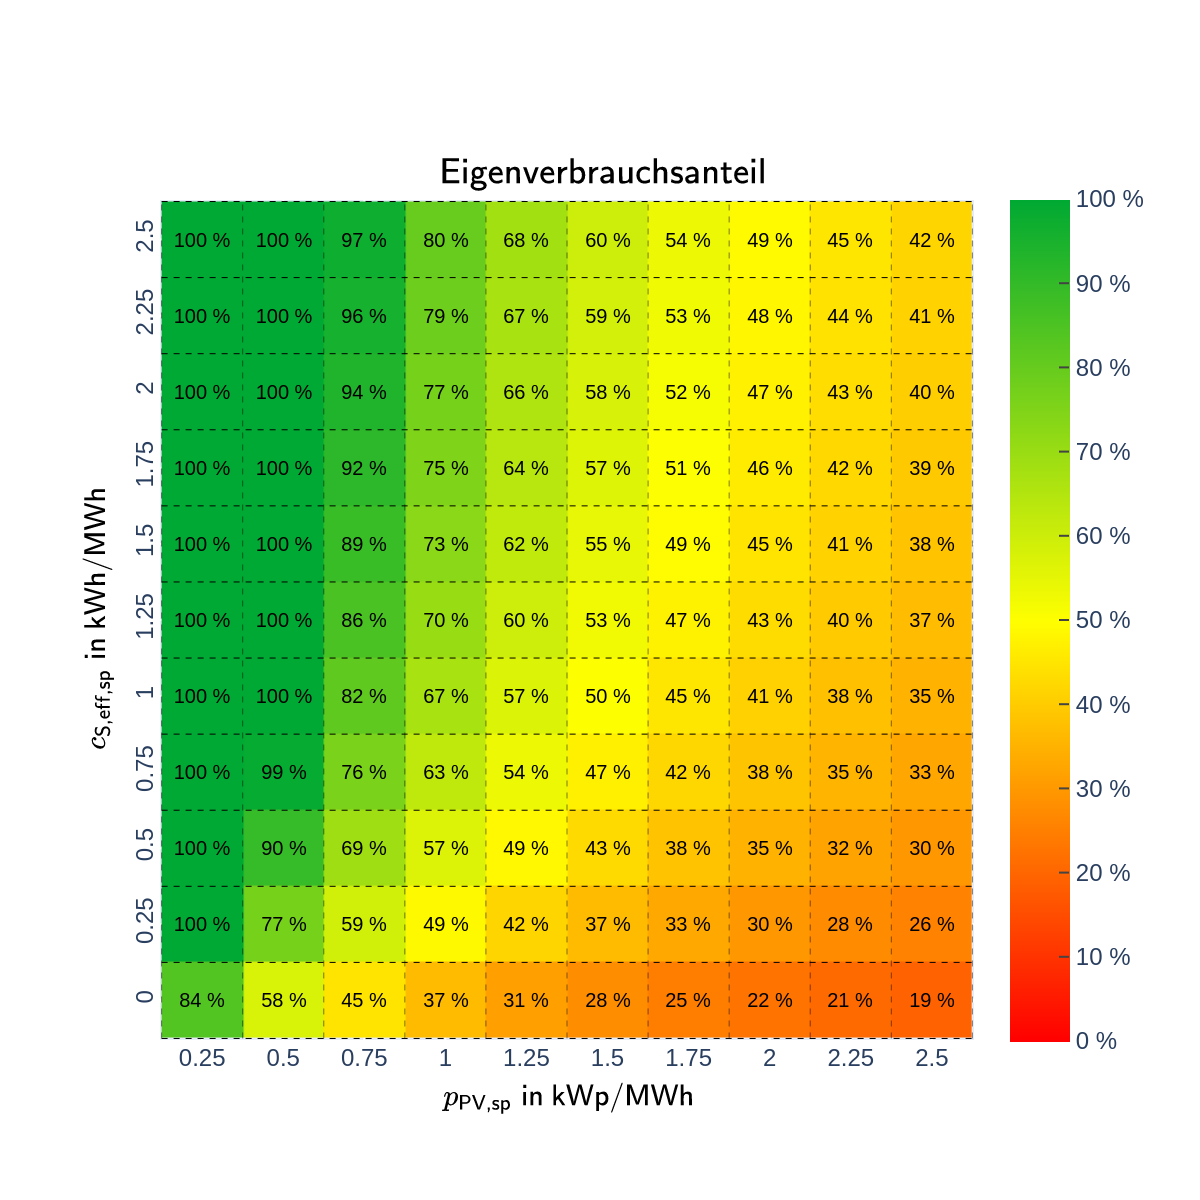 Eigenverbrauchsanteil
2.5 100 % 100 % 97 % 80 % 68 % 60 % 54 % 49 % 45 % 42 %
2.25 100 % 100 % 96 % 79 % 67 % 59 % 53 % 48 % 44 % 41 %
2 100 % 100 % 94 % 77 % 66 % 58 % 52 % 47 % 43 % 40 %
1.75 100 % 100 % 92 % 75 % 64 % 57 % 51 % 46 % 42 % 39 %
1.5 100 % 100 % 89 % 73 % 62 % 55 % 49 % 45 % 41 % 38 %
1.25 100 % 100 % 86 % 70 % 60 % 53 % 47 % 43 % 40 % 37 %
1 100 % 100 % 82 % 67 % 57 % 50 % 45 % 41 % 38 % 35 %
0.75 100 % 99 % 76 % 63 % 54 % 47 % 42 % 38 % 35 % 33 %
0.5 100 % 90 % 69 % 57 % 49 % 43 % 38 % 35 % 32 % 30 %
0.25 100 % 77 % 59 % 49 % 42 % 37 % 33 % 30 % 28 % 26 %
0 84 % 58 % 45 % 37 % 31 % 28 % 25 % 22 % 21 % 19 %
0.25 0.5 0.75 1 1.25 1.5 1.75 2 2.25 2.5
p PV,sp in kWp/MWh
c S,eff,sp in kWh/MWh
100 %
90 %
80 %
70 %
60 %
50 %
40 %
30 %
20 %
10 %
0 %